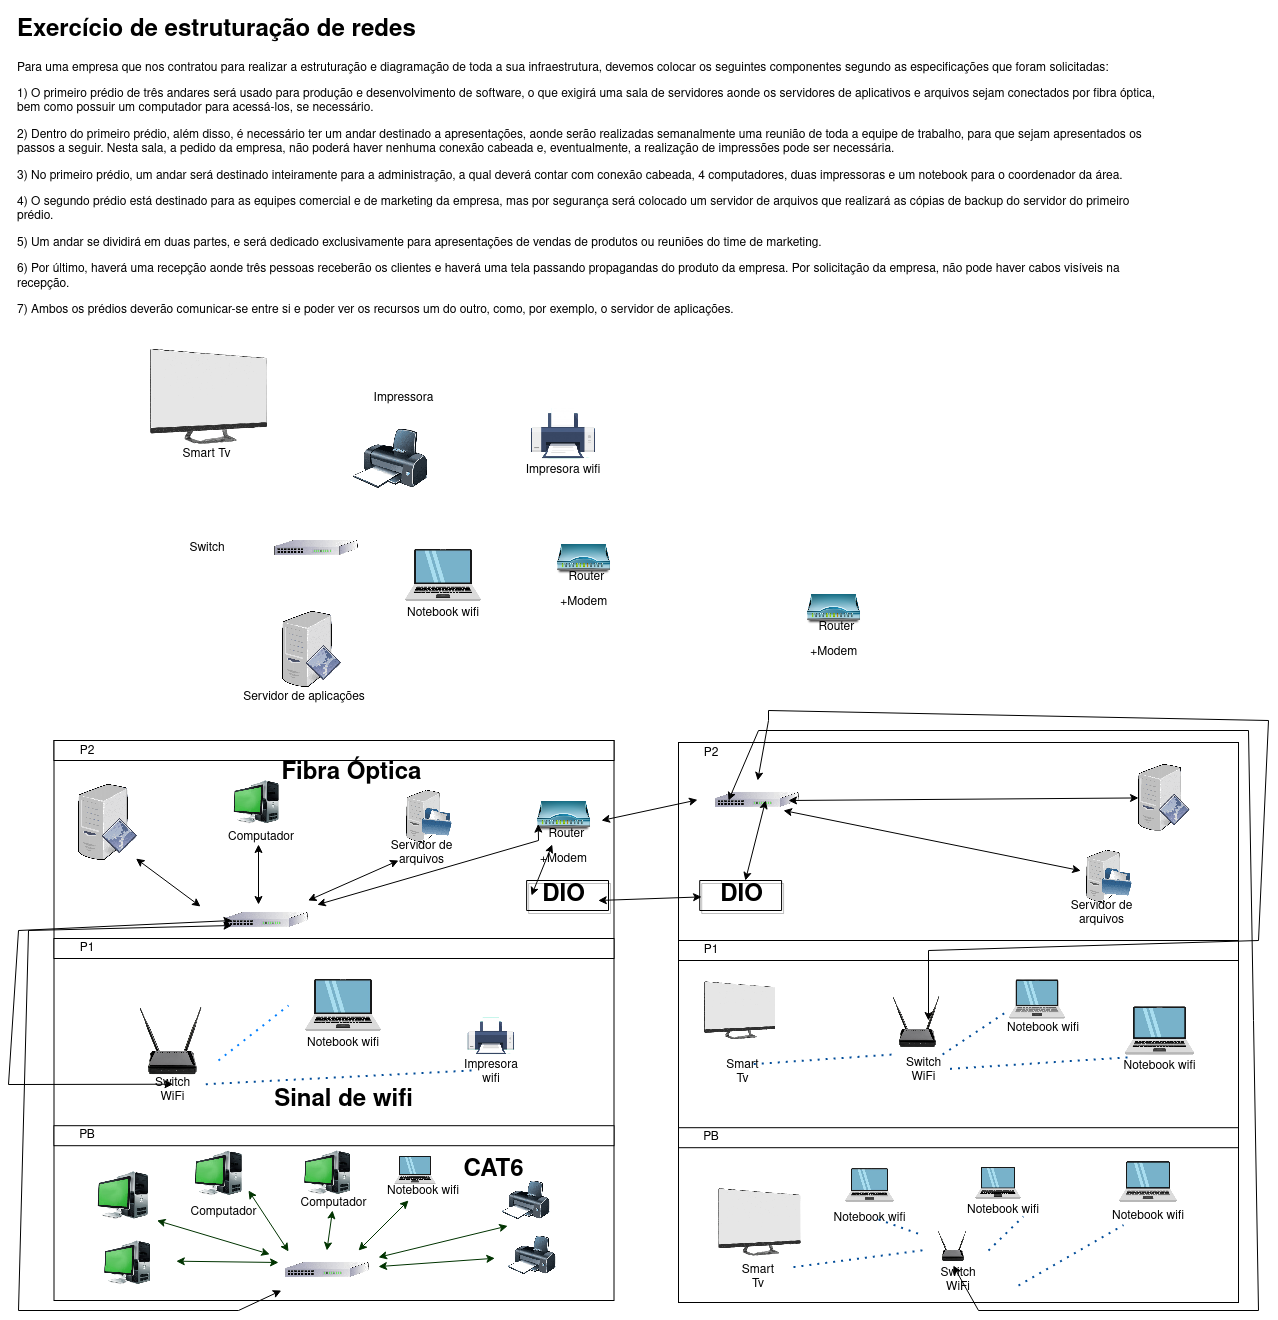 Exercício de estruturação de redes
Para uma empresa que nos contratou para realizar a estruturação e diagramação de toda a sua infraestrutura, devemos colocar os seguintes componentes segundo as especificações que foram solicitadas:
1) O primeiro prédio de três andares será usado para produção e desenvolvimento de software, o que exigirá uma sala de servidores aonde os servidores de aplicativos e arquivos sejam conectados por fibra óptica,
bem como possuir um computador para acessá-los, se necessário.
2) Dentro do primeiro prédio, além disso, é necessário ter um andar destinado a apresentações, aonde serão realizadas semanalmente uma reunião de toda a equipe de trabalho, para que sejam apresentados os
passos a seguir. Nesta sala, a pedido da empresa, não poderá haver nenhuma conexão cabeada e, eventualmente, a realização de impressões pode ser necessária.
3) No primeiro prédio, um andar será destinado inteiramente para a administração, a qual deverá contar com conexão cabeada, 4 computadores, duas impressoras e um notebook para o coordenador da área.
4) O segundo prédio está destinado para as equipes comercial e de marketing da empresa, mas por segurança será colocado um servidor de arquivos que realizará as cópias de backup do servidor do primeiro
prédio.
5) Um andar se dividirá em duas partes, e será dedicado exclusivamente para apresentações de vendas de produtos ou reuniões do time de marketing.
6) Por último, haverá uma recepção aonde três pessoas receberão os clientes e haverá uma tela passando propagandas do produto da empresa. Por solicitação da empresa, não pode haver cabos visíveis na
recepção.
7) Ambos os prédios deverão comunicar-se entre si e poder ver os recursos um do outro, como, por exemplo, o servidor de aplicações.
Impressora
Smart Tv
Impresora wifi
Switch
Router
+Modem
Notebook wifi
Router
+Modem
Servidor de aplicações
P2
Fibra Óptica
Computador
Servidor de
arquivos
Router
+Modem
DIO
P2
DIO
Servidor de
arquivos
P1
Notebook wifi
Impresora
wifi
Switch
WiFi
Sinal de wifi
P1
Notebook wifi
Smart
Tv
Switch
WiFi
Notebook wifi
PB
CAT6
Computador
Computador
Notebook wifi
PB
Notebook wifi
Notebook wifi
Notebook wifi
Smart
Tv
Switch
WiFi